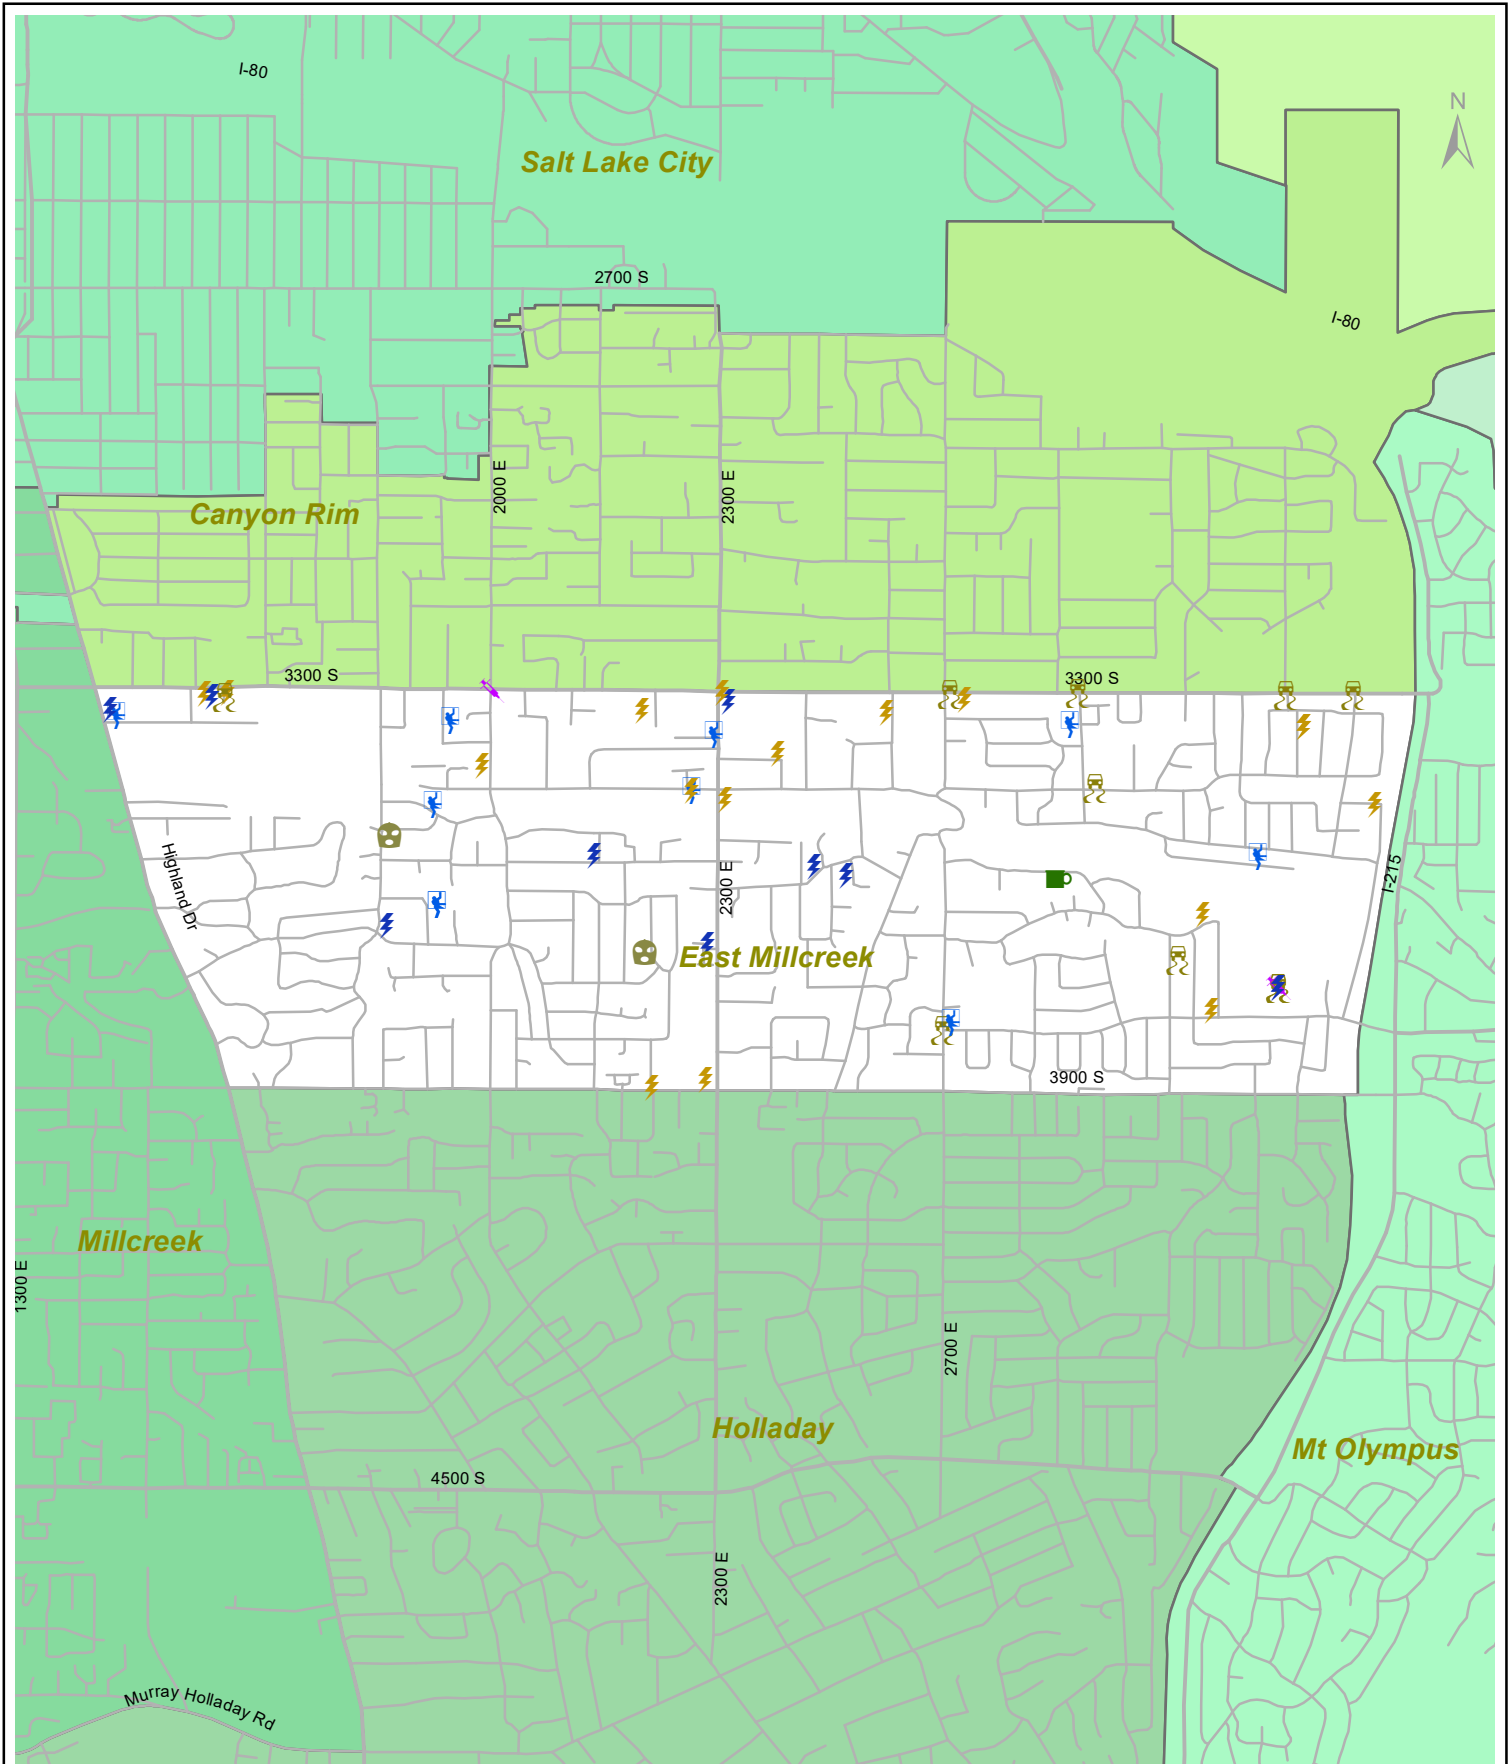 I-80
N
Salt Lake City
2700 S
I-80
2000 E
2300 E
Canyon Rim
3300 S
3300 S
Highland Dr
2300 E
I-215
East Millcreek
3900 S
Millcreek
1300 E
2700 E
Holladay
Mt Olympus
4500 S
2300 E
Murray Holladay Rd